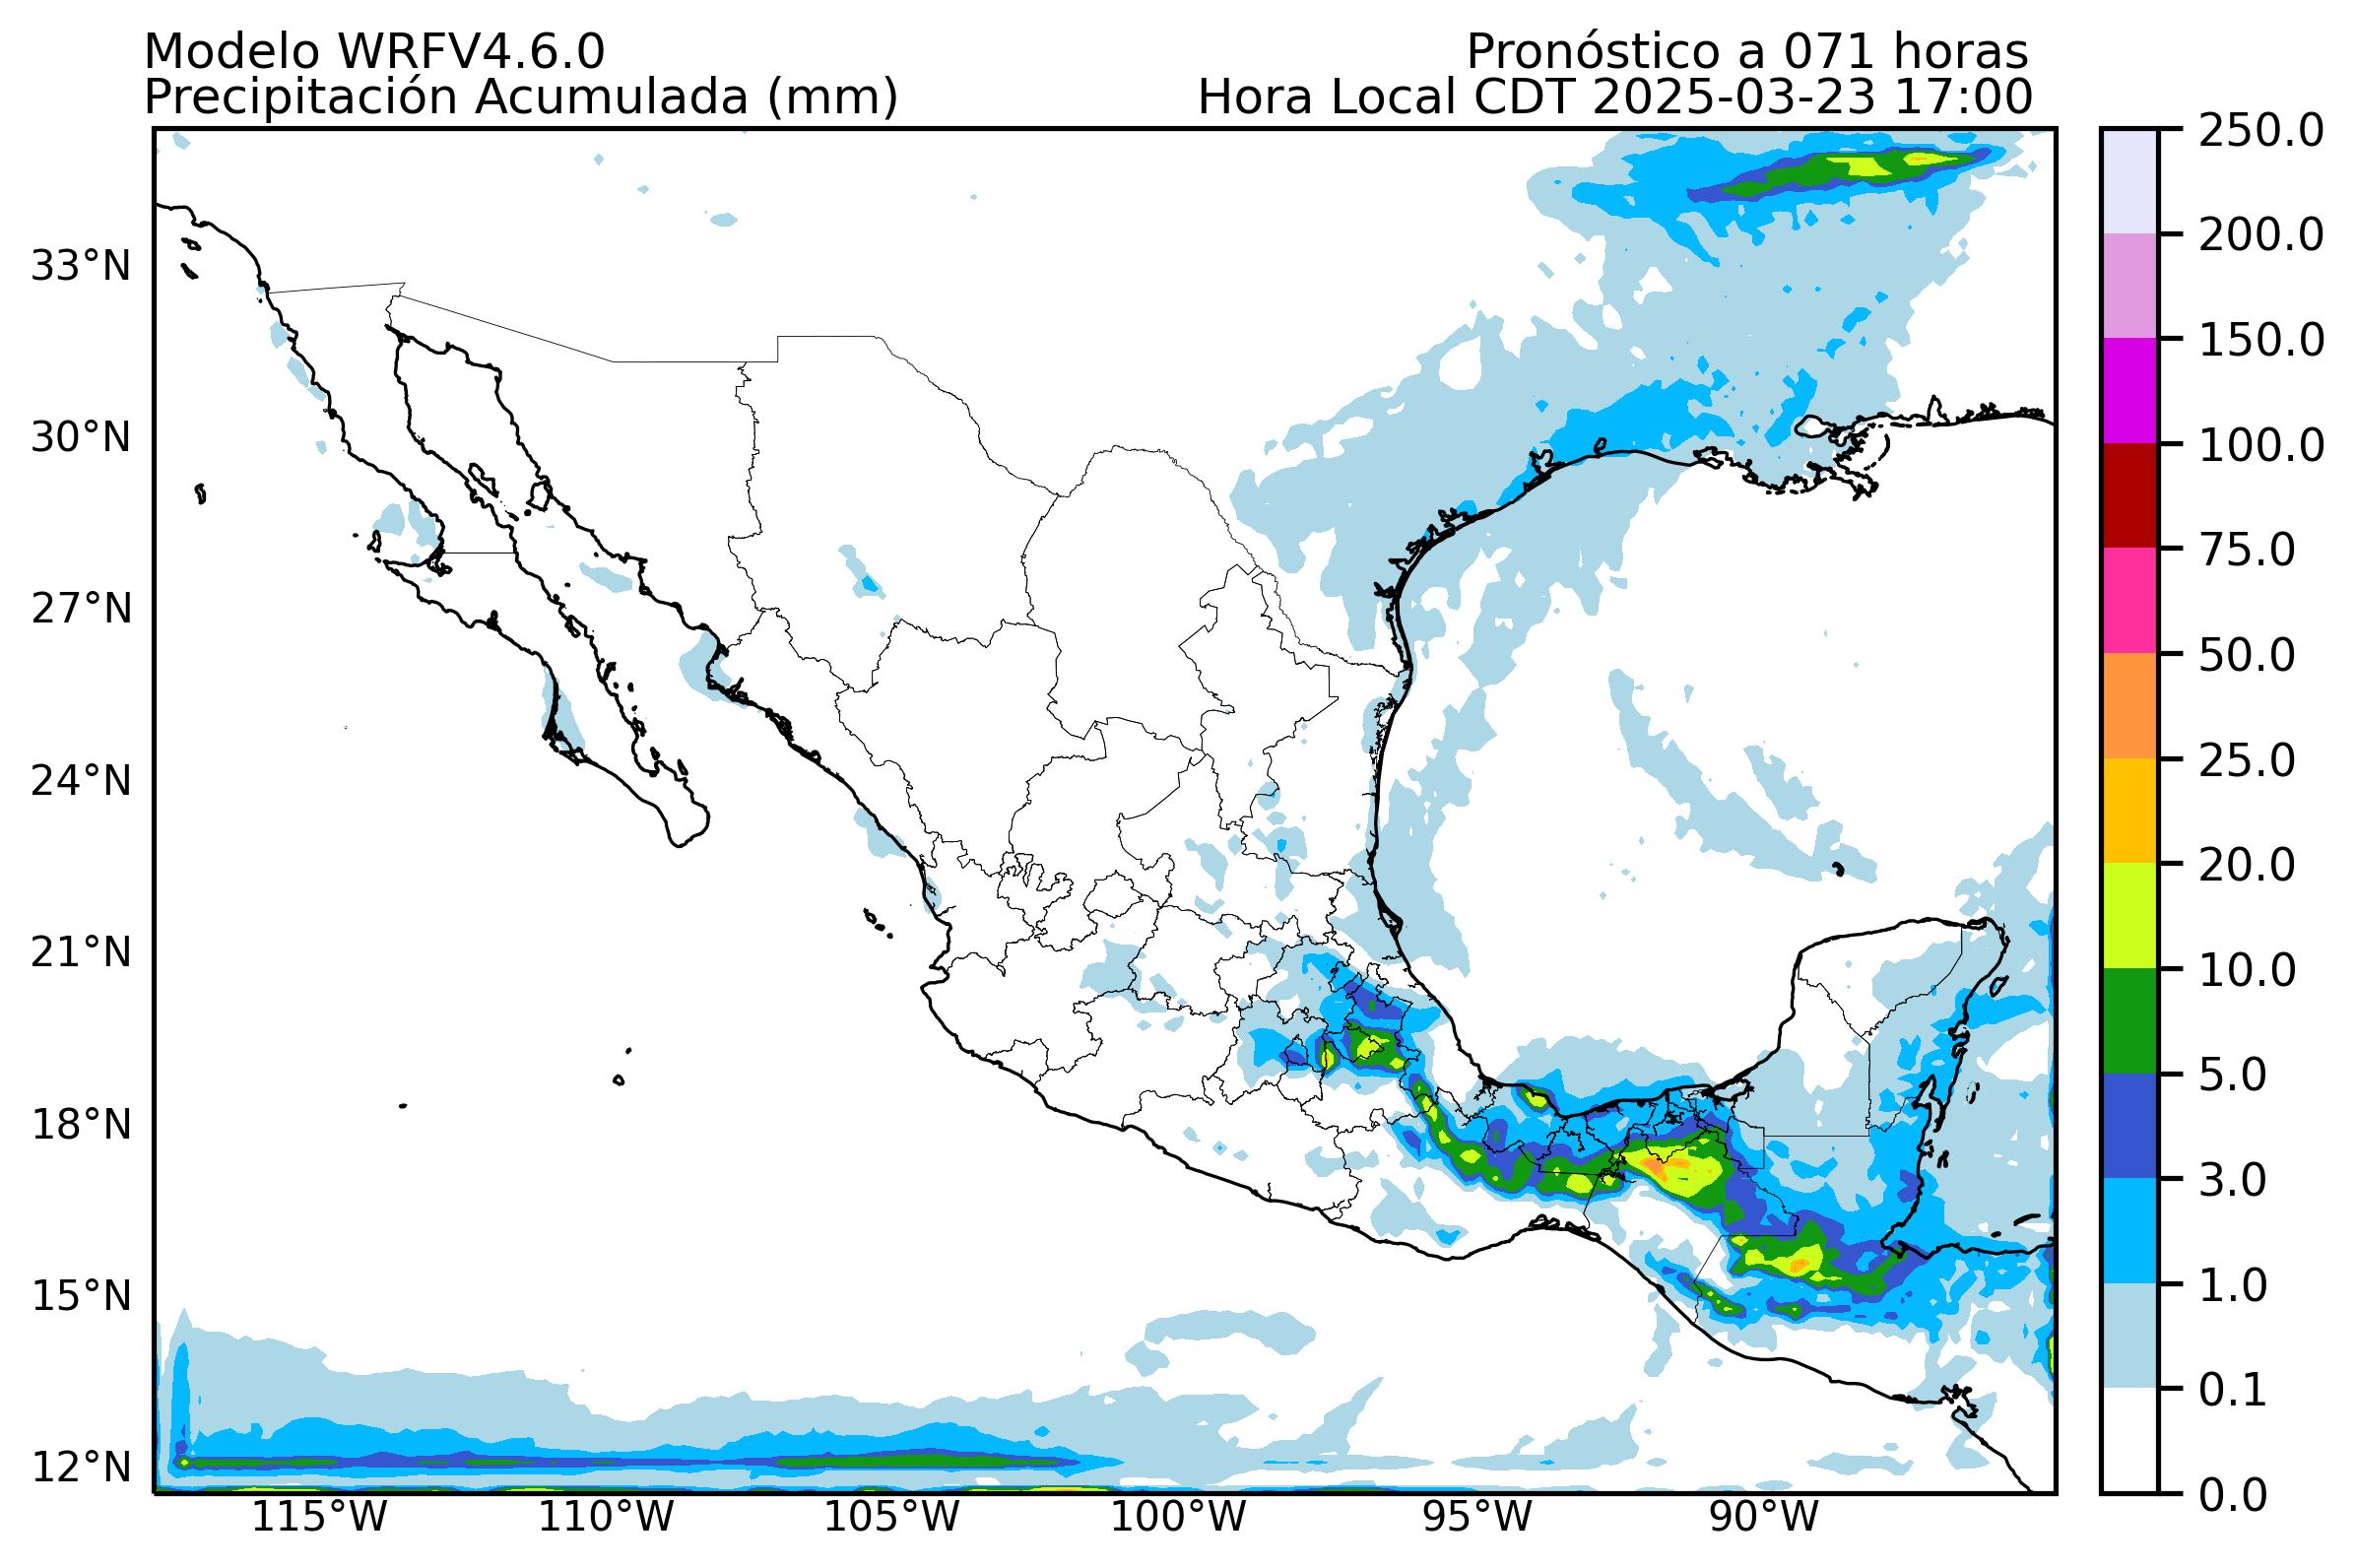 Modelo WRFV4.6.0
Pronóstico a 071 horas
Precipitación Acumulada (mm)
Hora Local CDT 2025-03-23 17:00
33°N
30°N
27°N
24°N
21°N
18°N
15°N
12°N
115°W
110°W
105°W
100°W
95°W
90°W
250.0
200.0
150.0
100.0
75.0
50.0
25.0
20.0
10.0
5.0
3.0
1.0
0.1
0.0